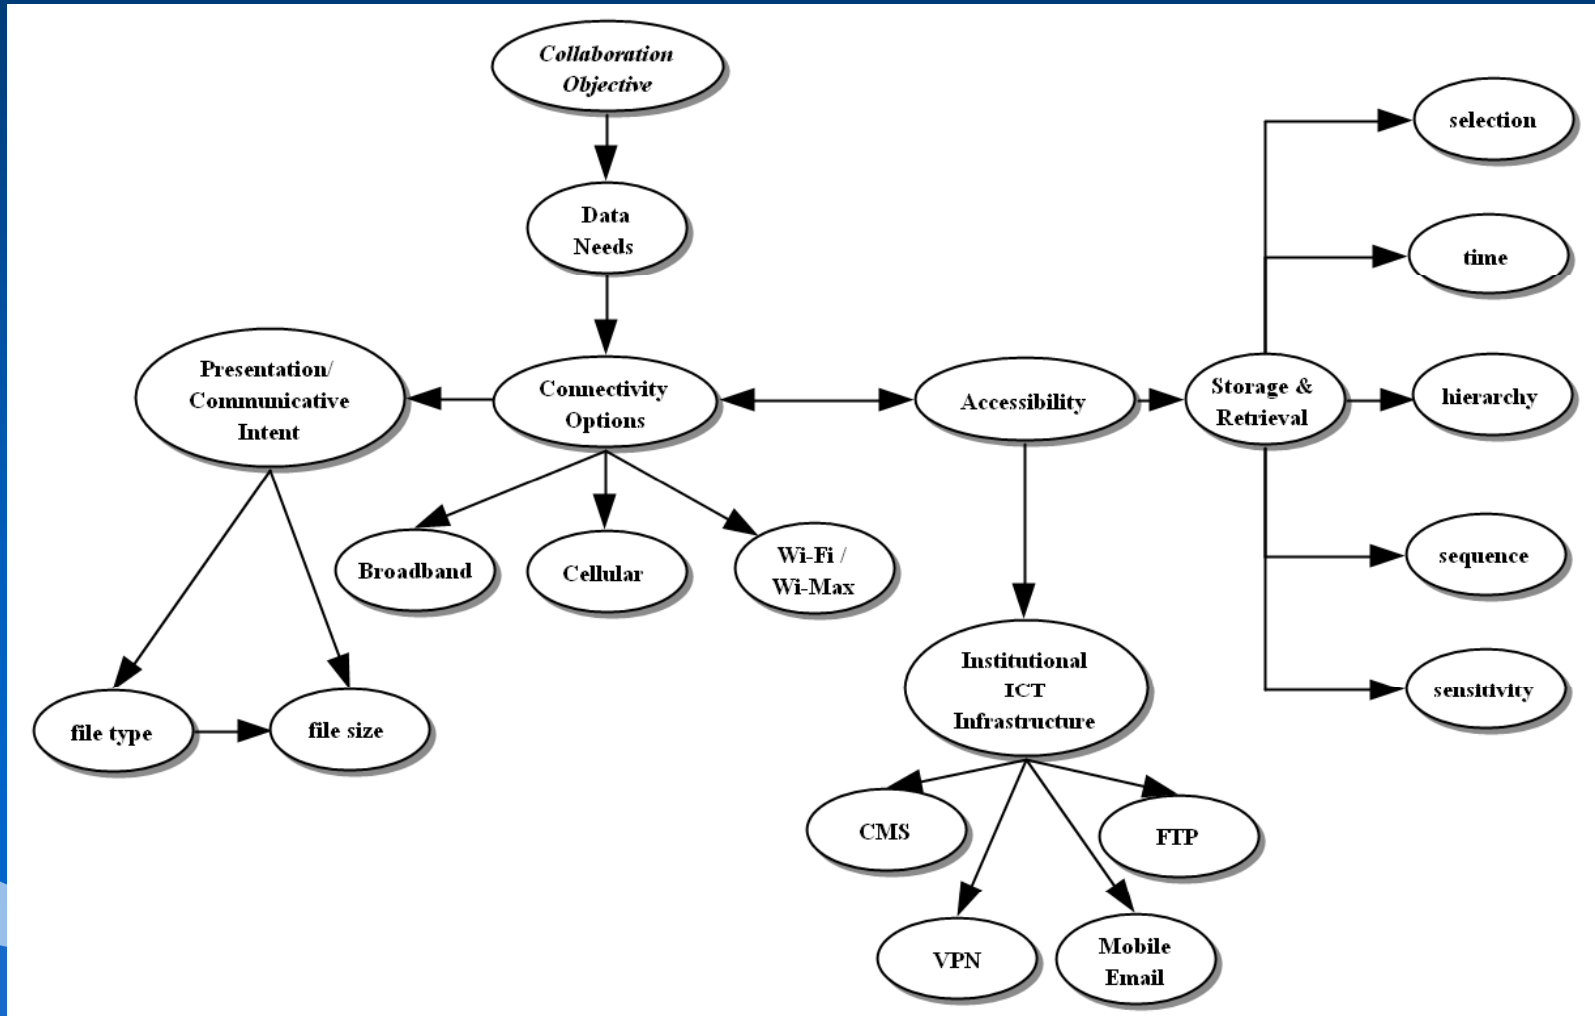 Collaboration
Objective
Data
Needs
Presentation/
Communicative
Intent
Connectivity
Options
Accessibility
Storage &
Retrieval
selection
time
hierarchy
sequence
sensitivity
Broadband
Cellular
Wi-Fi /
Wi-Max
file type
file size
Institutional
ICT
Infrastructure
CMS
FTP
VPN
Mobile
Email